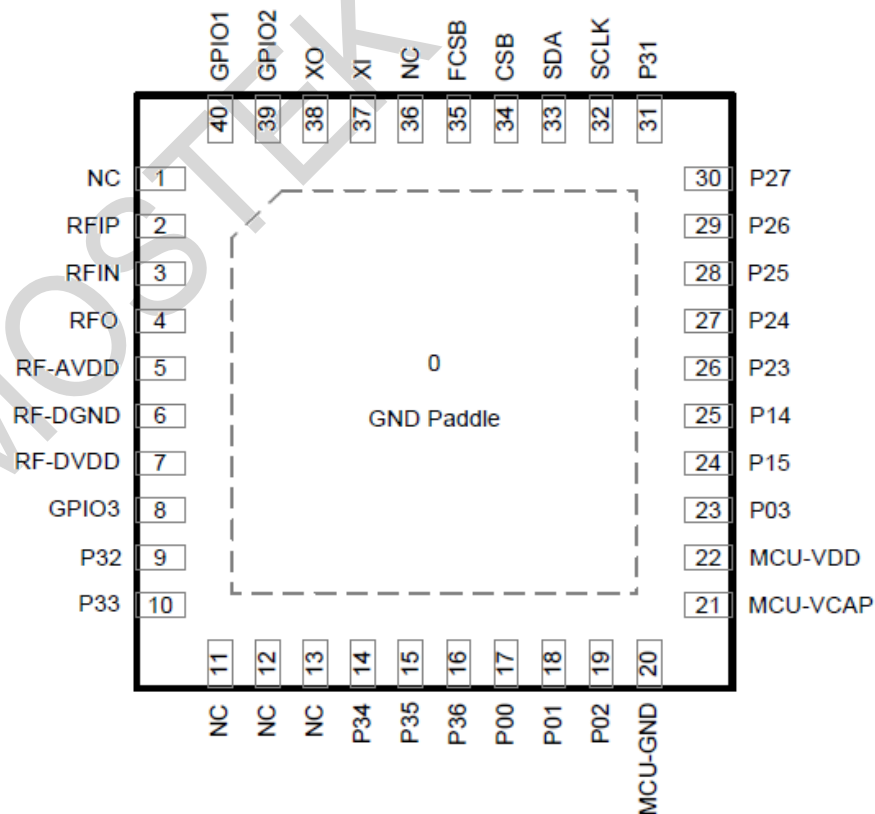 GPIO1 GPIO2 XO XI NC FCSB CSB SDA SCLK P31
40 39 38 37 36 35 34 33 32 31
NC 1 30 P27
RFIP 2 29 P26
RFIN 3 28 P25
RFO 4 27 P24
RF-AVDD 5 26 P23
RF-DGND 6 25 P14
RF-DVDD 7 24 P15
GPIO3 8 23 P03
P32 9 22 MCU-VDD
P33 10 21 MCU-VCAP
0
GND Paddle
11 12 13 14 15 16 17 18 19 20
NC NC NC P34 P35 P36 P00 P01 P02 MCU-GND
MOSTEK